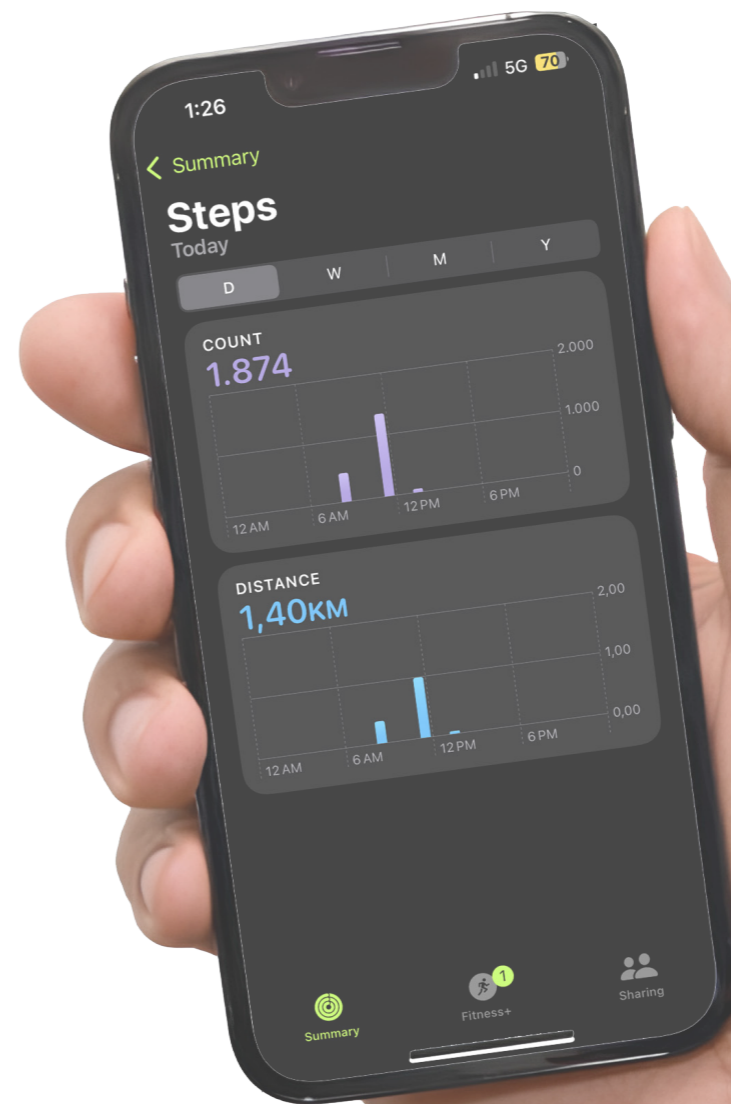 1:26 5G 70
Summary
Steps
Today
D W M Y
COUNT
1.874
2.000
1.000
0
12 AM 6 AM 12 PM 6 PM
DISTANCE
1,40KM
2,00
1,00
0,00
12 AM 6 AM 12 PM 6 PM
1
Summary Fitness+ Sharing